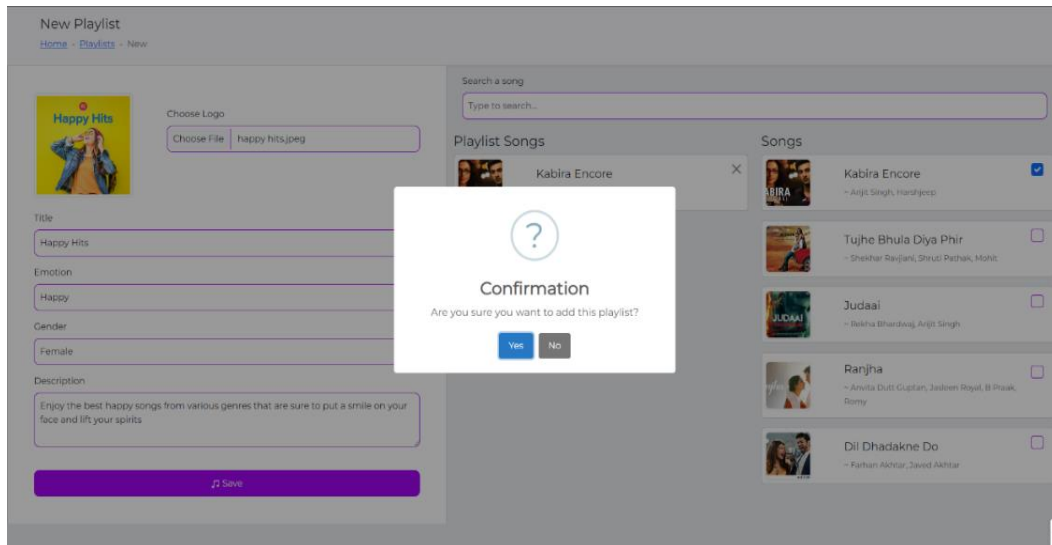 New Playlist
Home - Playlists - New
Happy Hits
Choose Logo
Choose File happy hits.jpeg
Title
Happy Hits
Emotion
Happy
Gender
Female
Description
Enjoy the best happy songs from various genres that are sure to put a smile on your
face and lift your spirits
Save
Search a song
Type to search...
Playlist Songs
Kabira Encore
Songs
Kabira Encore
~ Arijit Singh, Harshjeep
Tujhe Bhula Diya Phir
~ Shekhar Ravjiani, Shruti Pathak, Mohit
JUDAAI
Judaai
~ Rekha Bhardwaj, Arijit Singh
Ranjha
~ Anvita Dutt Guptan, Jasleen Royal, B Praak,
Romy
Dil Dhadakne Do
~ Farhan Akhtar, Javed Akhtar
?
Confirmation
Are you sure you want to add this playlist?
Yes No